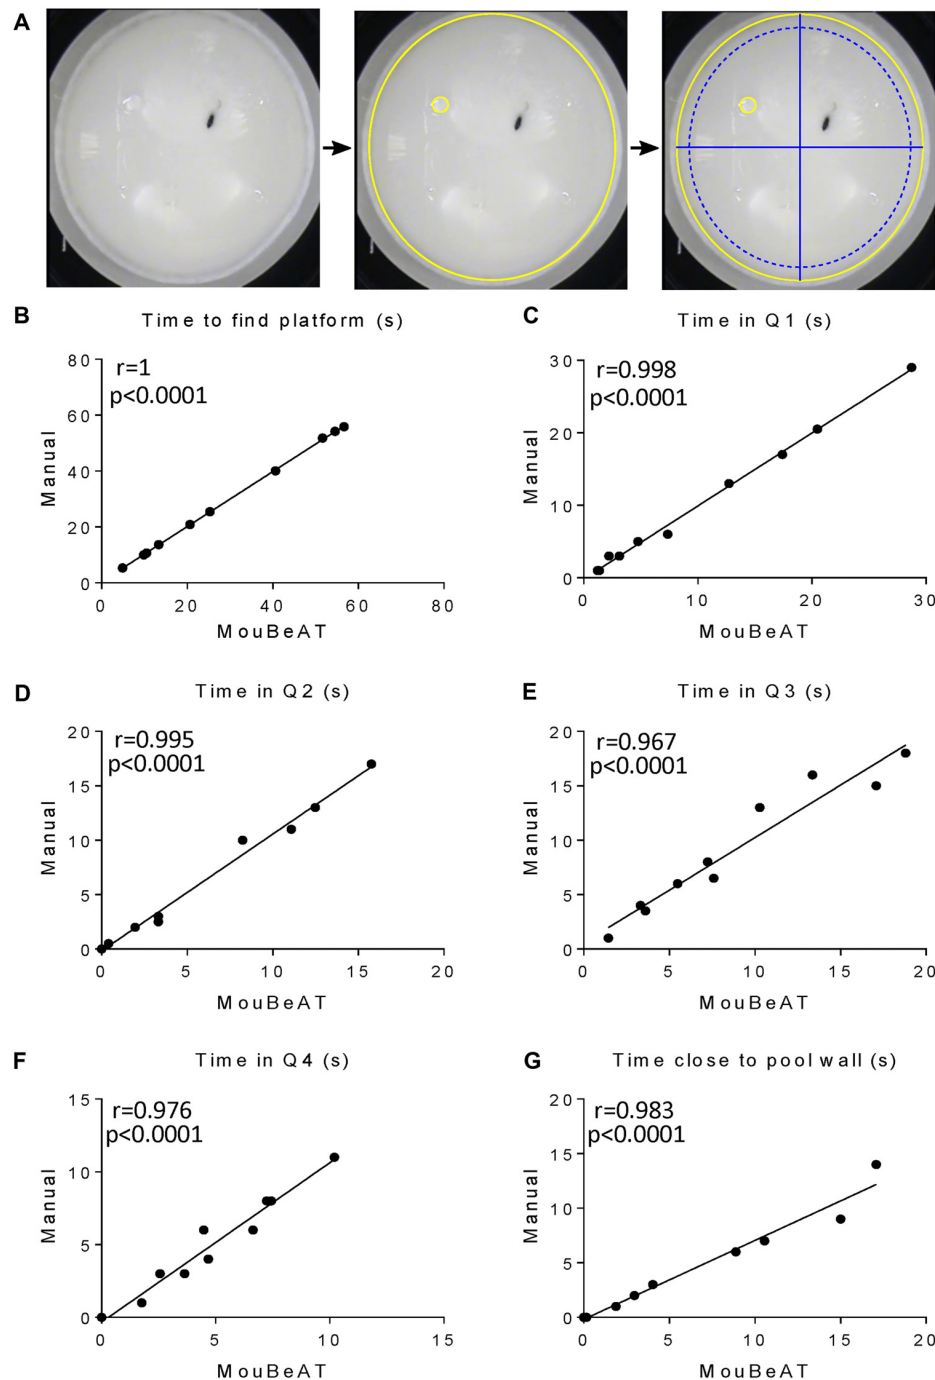 A
B
Time to find platform (s)
r=1
p<0.0001
80
60
40
20
0
Manual
0 20 40 60 80
MouBeAT
C
Time in Q1 (s)
r=0.998
p<0.0001
30
20
10
0
Manual
0 10 20 30
MouBeAT
D
Time in Q2 (s)
r=0.995
p<0.0001
20
15
10
5
0
Manual
0 5 10 15 20
MouBeAT
E
Time in Q3 (s)
r=0.967
p<0.0001
20
15
10
5
0
Manual
0 5 10 15 20
MouBeAT
F
Time in Q4 (s)
r=0.976
p<0.0001
15
10
5
0
Manual
0 5 10 15
MouBeAT
G
Time close to pool wall (s)
r=0.983
p<0.0001
20
15
10
5
0
Manual
0 5 10 15 20
MouBeAT